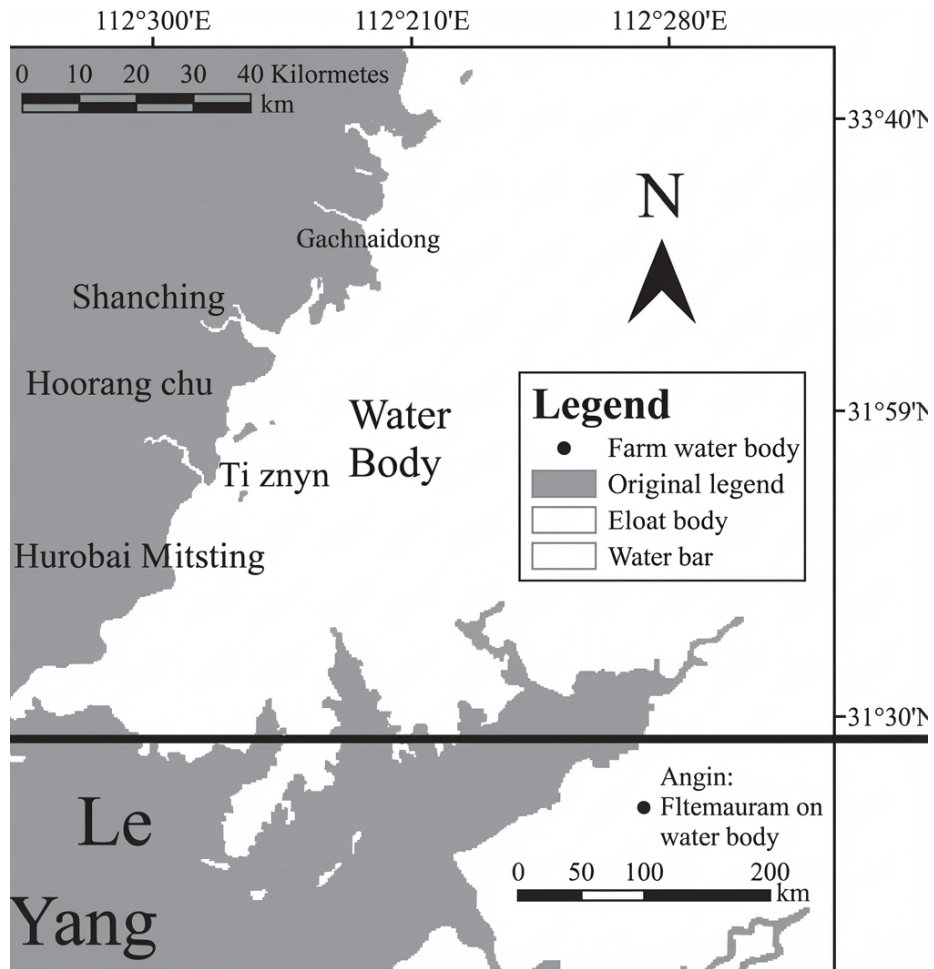 112°300'E 112°210'E 112°280'E
0 10 20 30 40 Kilormetes
km
33°40'N
N
Gachnaidong
Shanching
Hoorang chu
Water
Body
Legend
Farm water body
Original legend
Eloat body
Water bar
31°59'N
Ti znyn
Hurobai Mitsting
31°30'N
Angin:
Fltemauram on
water body
Le
Yang
0 50 100 200
km